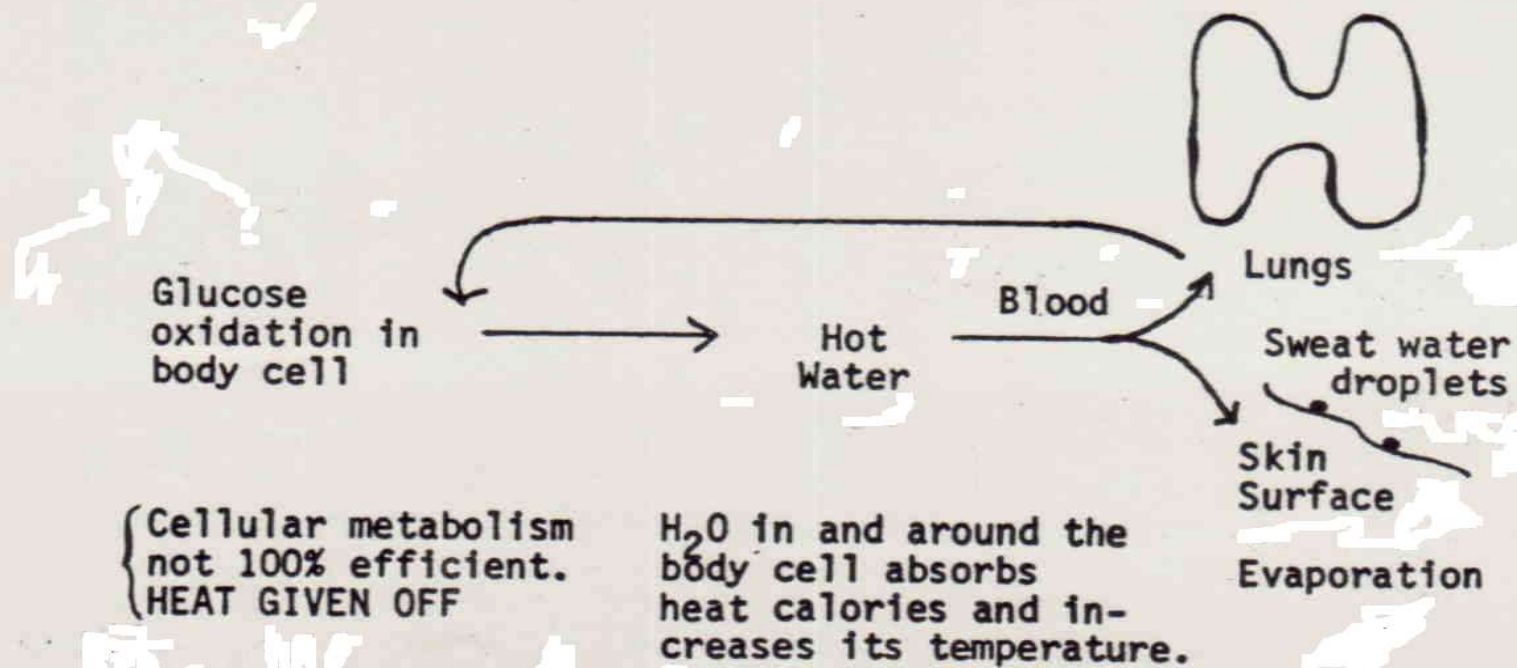 Lungs
Blood
Glucose
oxidation in
body cell
Hot
Water
Sweat water
droplets
Skin
Surface
Evaporation
Cellular metabolism
not 100% efficient.
HEAT GIVEN OFF
H₂O in and around the
body cell absorbs
heat calories and in-
creases its temperature.